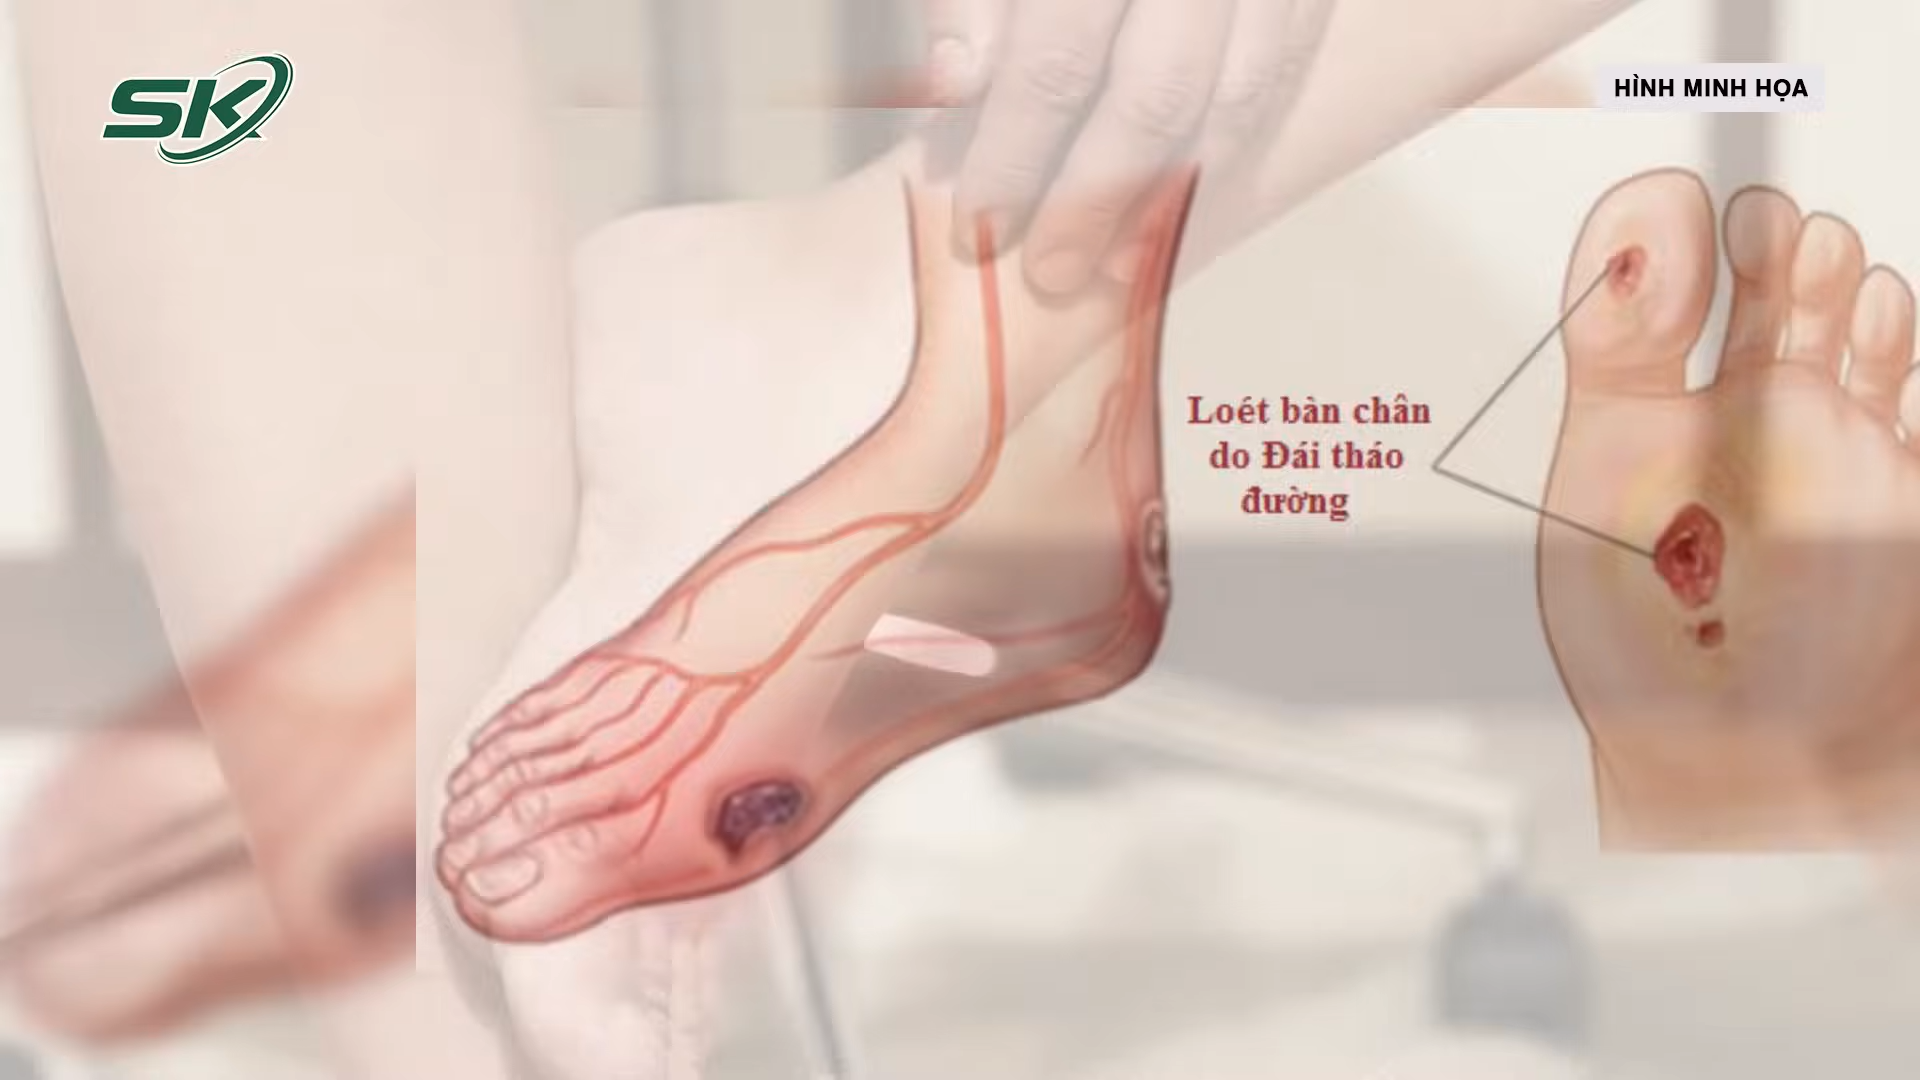 SK
HÌNH MINH HỌA
Loét bàn chân
do Đái tháo
đường